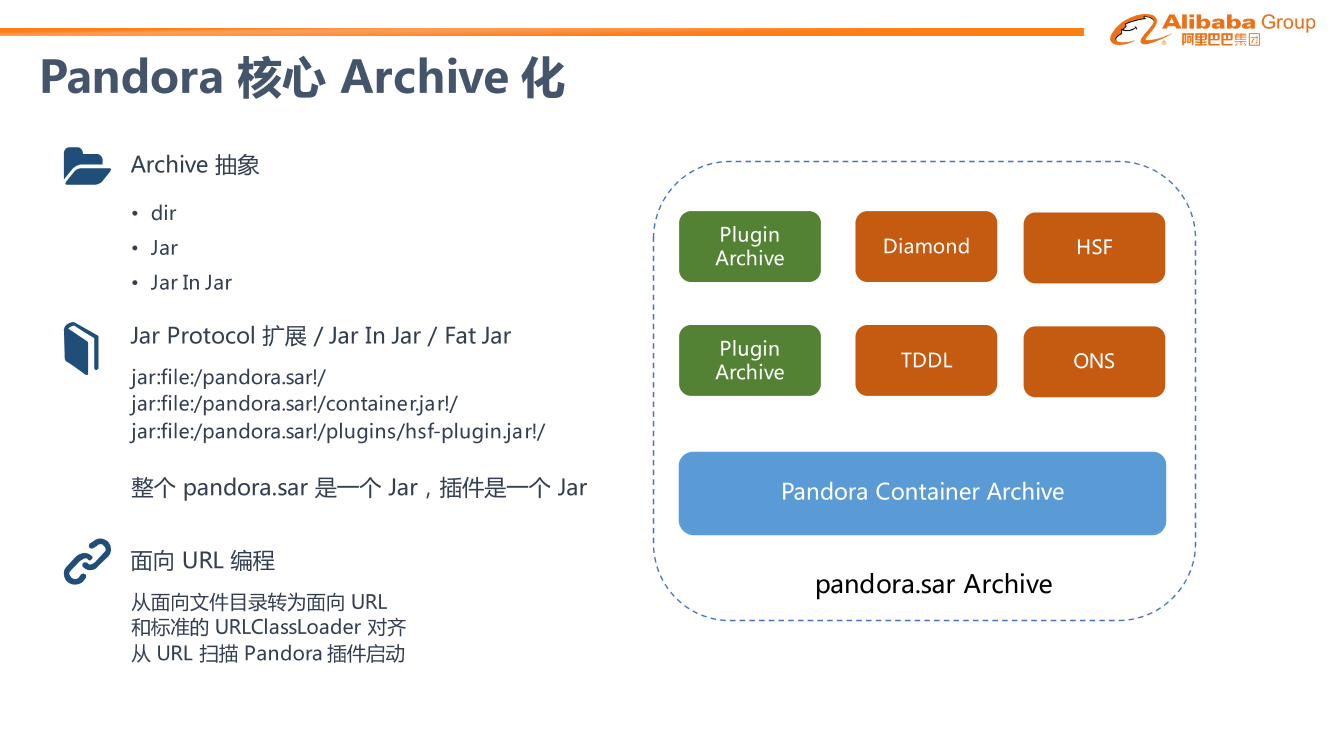 Alibaba Group
阿里巴巴集团
Pandora 核心 Archive 化
Archive 抽象
• dir
• Jar
• Jar In Jar
Jar Protocol 扩展 / Jar In Jar / Fat Jar
jar:file:/pandora.sar!/
jar:file:/pandora.sar!/container.jar!/
jar:file:/pandora.sar!/plugins/hsf-plugin.jar!/
整个 pandora.sar 是一个 Jar，插件是一个 Jar
面向 URL 编程
从面向文件目录转为面向 URL
和标准的 URLClassLoader 对齐
从 URL 扫描 Pandora 插件启动
Plugin
Archive
Diamond
HSF
Plugin
Archive
TDDL
ONS
Pandora Container Archive
pandora.sar Archive